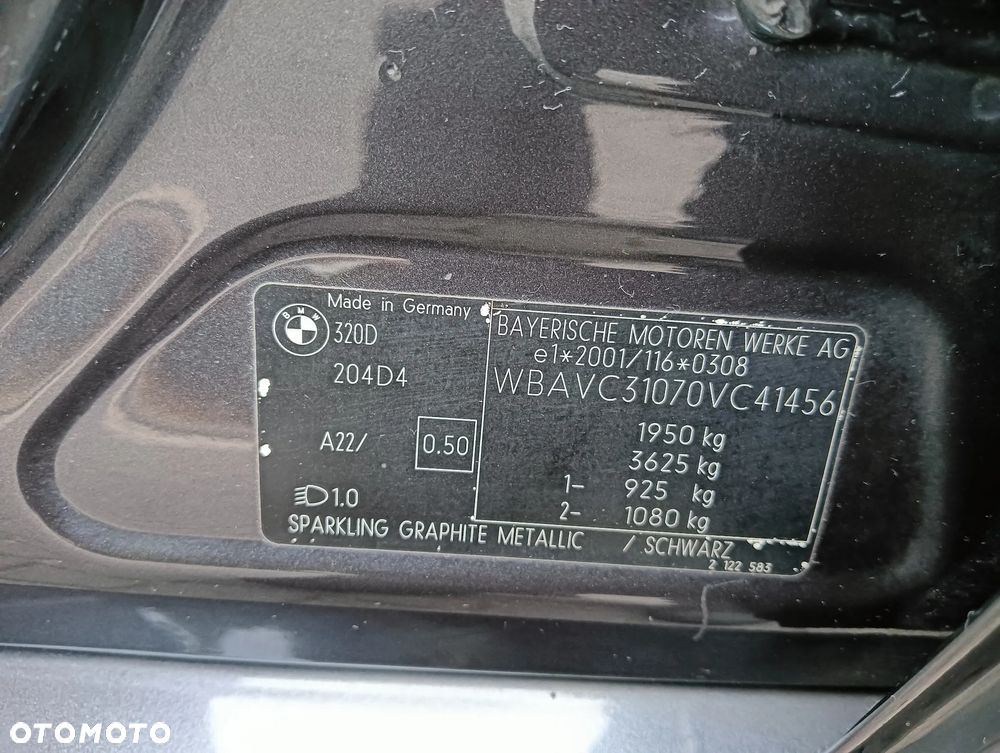 Made in Germany
BMW
320D
204D4
A22/
0.50
1.0
BAYERISCHE MOTOREN WERKE AG
e1*2001/116*0308
WBAVC31070VC41456
1950 kg
3625 kg
1- 925 kg
2- 1080 kg
SPARKLING GRAPHITE METALLIC / SCHWARZ
2 122 583
OTOMOTO